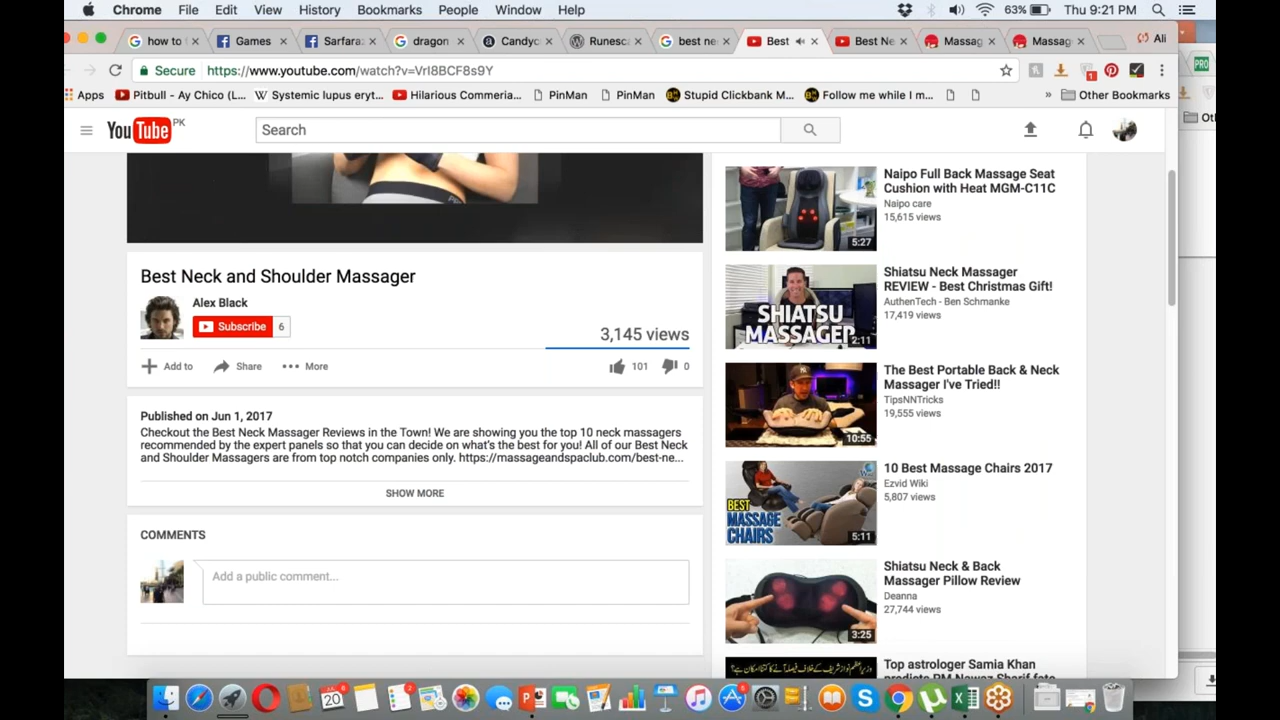 Chrome File Edit View History Bookmarks People Window Help 63% Thu 9:21 PM
how to Games Sarfara: dragon Candyc Runesca best ne Best Best Ne Massag Massag Ali
Secure https://www.youtube.com/watch?v=VrI8BCF8s9Y
Apps Pitbull - Ay Chico (L... Systemic lupus eryt... Hilarious Comment... PinMan PinMan Stupid Clickbank M... Follow me while I m... » Other Bookmarks
PRO
YouTube PK
Search
Best Neck and Shoulder Massager
Alex Black
Subscribe 6
3,145 views
Add to Share More 101 0
Published on Jun 1, 2017
Checkout the Best Neck Massager Reviews in the Town! We are showing you the top 10 neck massagers
recommended by the expert panels so that you can decide on what's the best for you! All of our Best Neck
and Shoulder Massagers are from top notch companies only. https://massageandspaclub.com/best-ne...
SHOW MORE
COMMENTS
Add a public comment...
5:27
Naipo Full Back Massage Seat
Cushion with Heat MGM-C11C
Naipo care
15,615 views
SHIATSU
MASSAGER
2:11
Shiatsu Neck Massager
REVIEW - Best Christmas Gift!
AuthenTech - Ben Schmanke
17,419 views
10:55
The Best Portable Back & Neck
Massager I've Tried!!
TipsNNTricks
19,555 views
BEST
MASSAGE
CHAIRS
5:11
10 Best Massage Chairs 2017
Ezvid Wiki
5,807 views
3:25
Shiatsu Neck & Back
Massager Pillow Review
Deanna
27,744 views
Top astrologer Samia Khan
predicts PM Nawaz Sharif fate